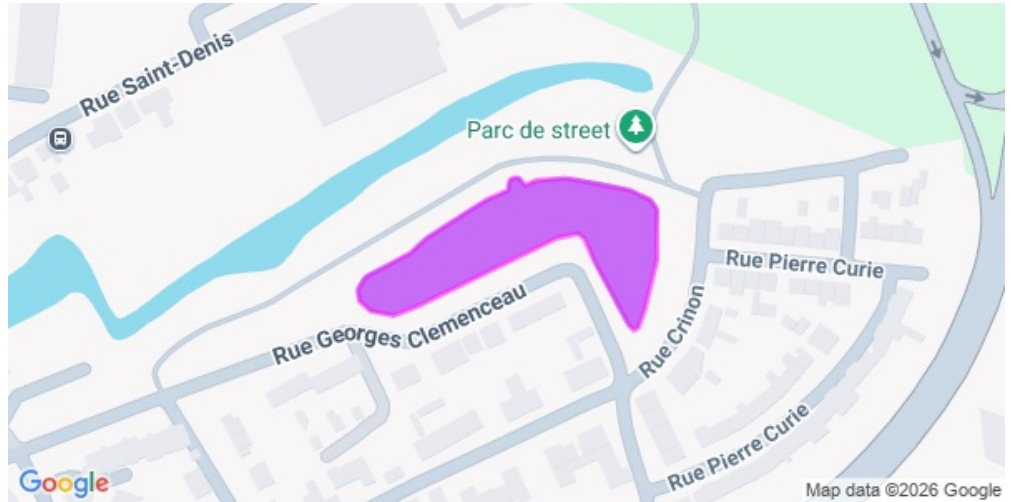 Rue Saint-Denis
Parc de street
Rue Pierre Curie
Rue Georges Clemenceau
Rue Crinon
Rue Pierre Curie
Google
Map data ©2026 Google